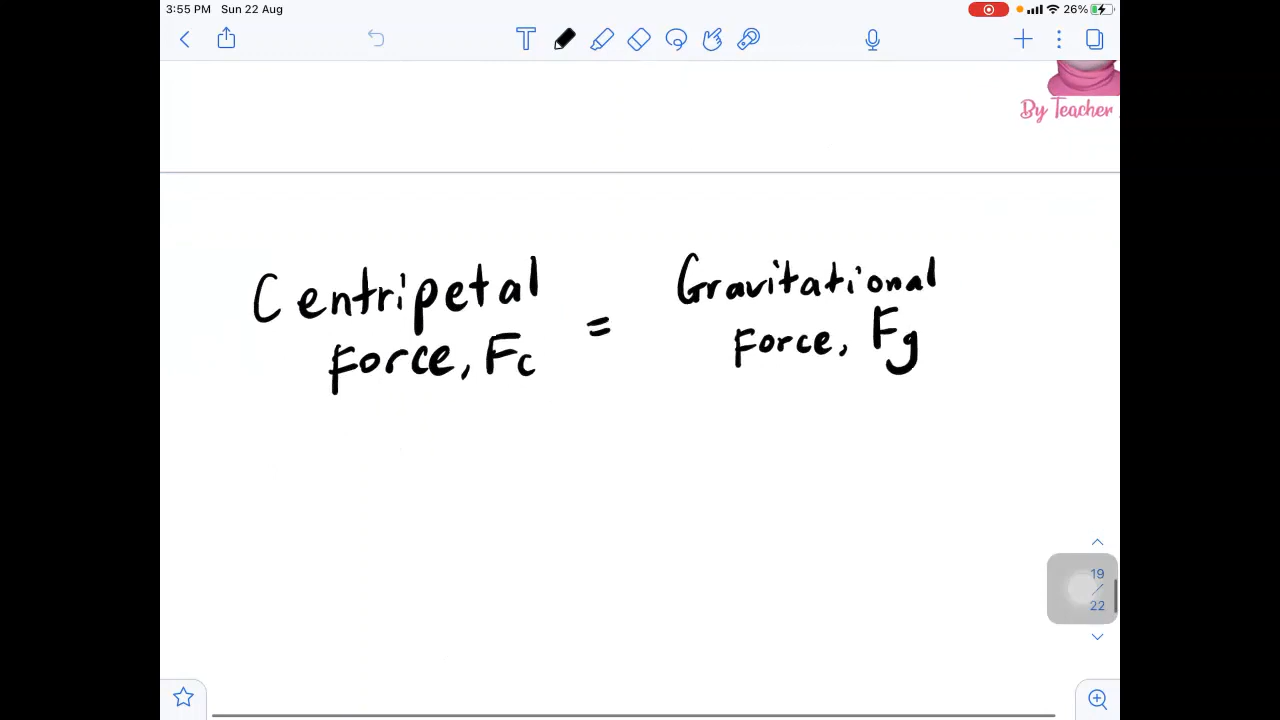 3:55 PM Sun 22 Aug 26%
T
By Teacher
Centripetal
Force, Fc
=
Gravitational
Force, Fg
19
/
22